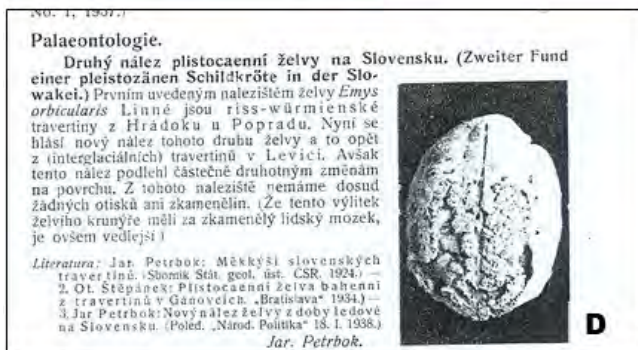 No. 1, 1937.)
Palaeontologie.
Druhý nález plistocaenní želvy na Slovensku. (Zweiter Fund
einer pleistozänen Schildkröte in der Slo-
wakei.) Prvním uvedeným nalezištěm želvy Emys
orbicularis Linné jsou riss-würmienské
travertiny z Hrádoku u Popradu. Nyní se
hlásí nový nález tohoto druhu želvy a to opět
z (interglaciálních) travertinů v Levici. Avšak
tento nález podlehl částečně druhotným změnám
na povrchu. Z tohoto naleziště nemáme dosud
žádných otisků ani zkamenělin. (Že tento výlitek
želvího krunýře měli za zkamenělý lidský mozek,
je ovšem vedlejší)
Literatura: Jar. Petrbok: Měkkýši slovenských
travertinů. (Sborník Stát. geol. úst. ČSR. 1924.) —
2. Ot. Štěpánek: Plistocaenní želva bahenní
z travertinů v Gánovcích. „Bratislava“ 1934.) —
3. Jar Petrbok: Nový nález želvy z doby ledové
na Slovensku. (Poled. „Národ. Politika“ 18. I. 1938.)
Jar. Petrbok.
D